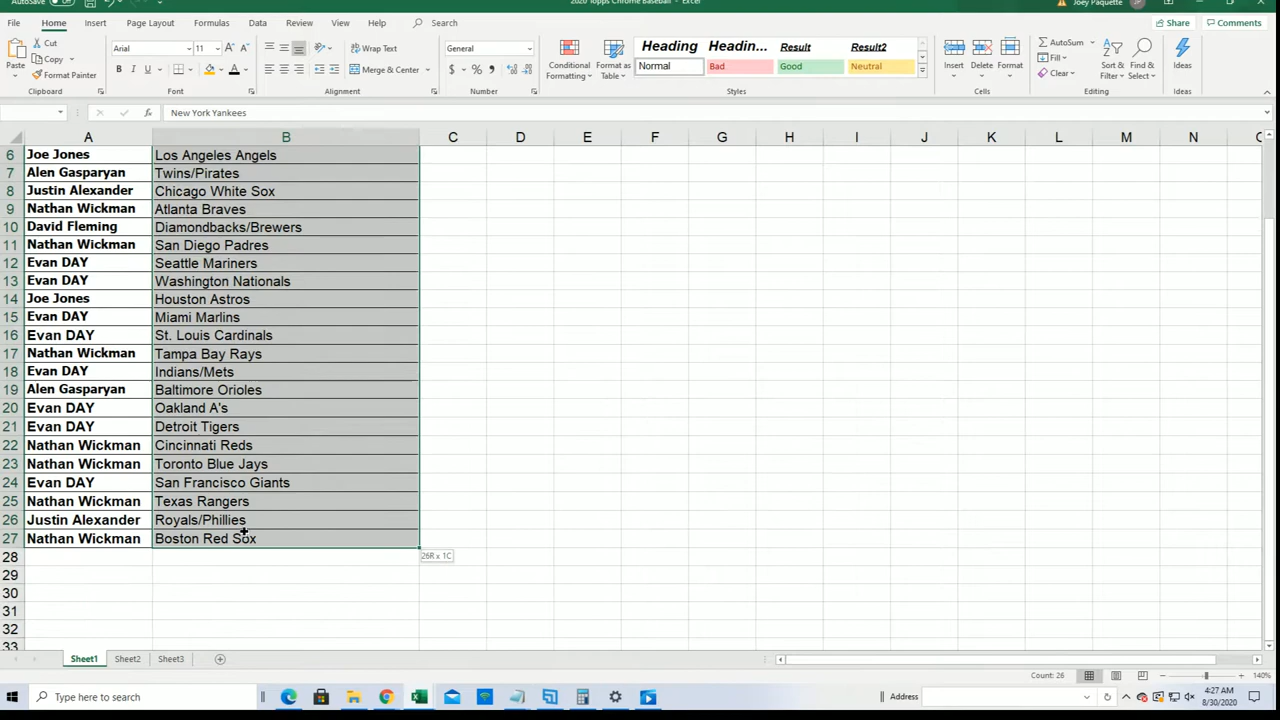 AutoSave Off
2020 Topps Chrome Baseball - Excel
Joey Paquette JP
File Home Insert Page Layout Formulas Data Review View Help Search Share Comments
Paste Cut Copy Format Painter Clipboard
Arial 11 A A B I U A Font
Wrap Text Merge & Center Alignment
General $ % Number
Conditional Formatting Format as Table
Heading Headin... Result Result2
Normal Bad Good Neutral
Styles
Insert Delete Format Cells
AutoSum Fill Clear Sort & Filter Find & Select Editing
Ideas Ideas
fx New York Yankees
A B C D E F G H I J K L M N
6 Joe Jones Los Angeles Angels
7 Alen Gasparyan Twins/Pirates
8 Justin Alexander Chicago White Sox
9 Nathan Wickman Atlanta Braves
10 David Fleming Diamondbacks/Brewers
11 Nathan Wickman San Diego Padres
12 Evan DAY Seattle Mariners
13 Evan DAY Washington Nationals
14 Joe Jones Houston Astros
15 Evan DAY Miami Marlins
16 Evan DAY St. Louis Cardinals
17 Nathan Wickman Tampa Bay Rays
18 Evan DAY Indians/Mets
19 Alen Gasparyan Baltimore Orioles
20 Evan DAY Oakland A's
21 Evan DAY Detroit Tigers
22 Nathan Wickman Cincinnati Reds
23 Nathan Wickman Toronto Blue Jays
24 Evan DAY San Francisco Giants
25 Nathan Wickman Texas Rangers
26 Justin Alexander Royals/Phillies
27 Nathan Wickman Boston Red Sox
26R x 1C
28
29
30
31
32
33
Sheet1 Sheet2 Sheet3
Count: 26 140%
Type here to search Address 4:27 AM
8/30/2020